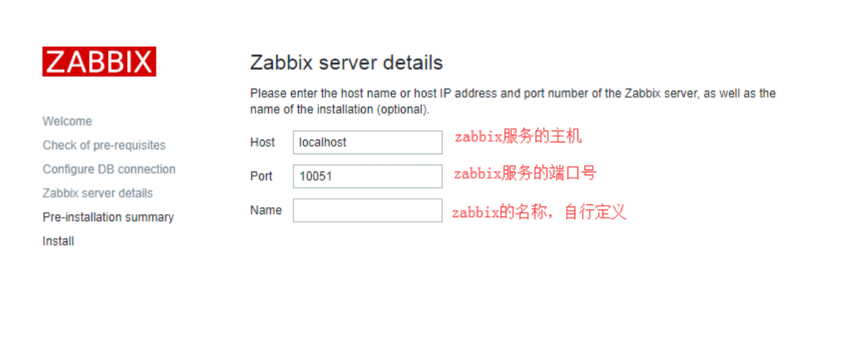 ZABBIX
Welcome
Check of pre-requisites
Configure DB connection
Zabbix server details
Pre-installation summary
Install
Zabbix server details
Please enter the host name or host IP address and port number of the Zabbix server, as well as the
name of the installation (optional).
Host localhost zabbix服务的主机
Port 10051 zabbix服务的端口号
Name zabbix的名称，自行定义